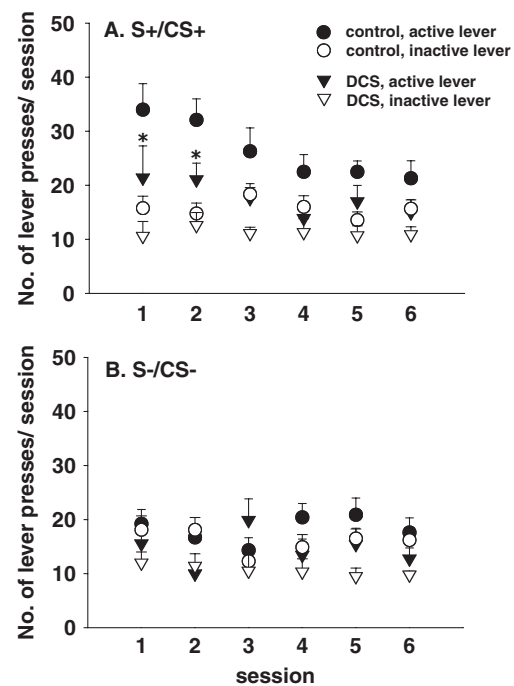 A. S+/CS+
control, active lever
control, inactive lever
DCS, active lever
DCS, inactive lever
No. of lever presses/ session
50
40
30
20
10
0
* *
1 2 3 4 5 6
B. S-/CS-
No. of lever presses/ session
50
40
30
20
10
0
1 2 3 4 5 6
session